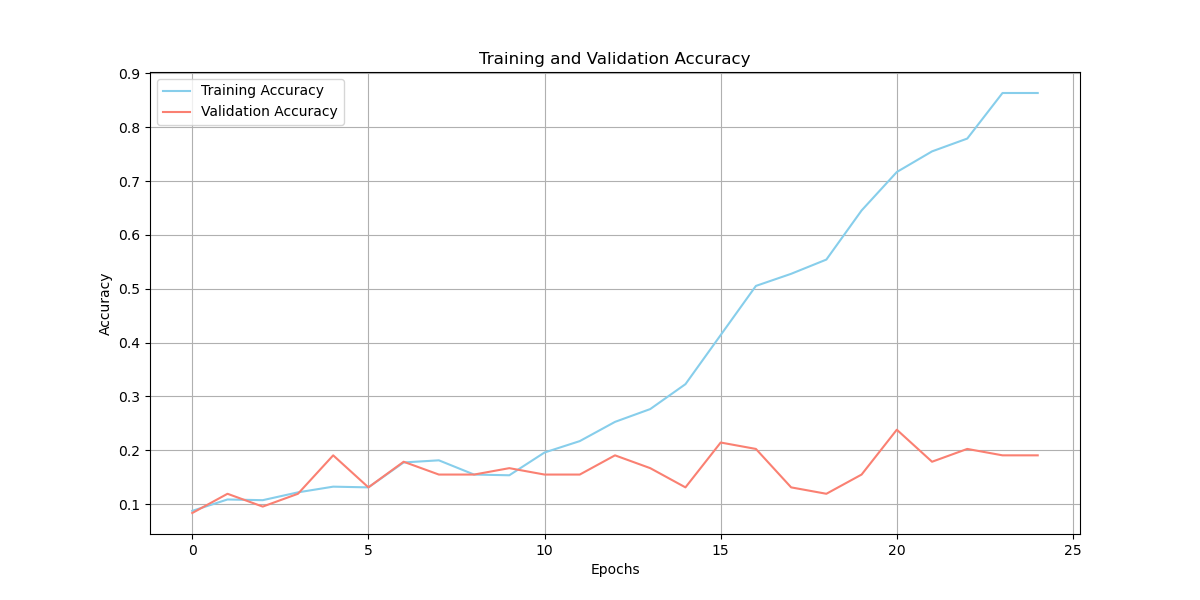 Training and Validation Accuracy
Training Accuracy
Validation Accuracy
0.9
0.8
0.7
0.6
0.5
0.4
0.3
0.2
0.1
Accuracy
0 5 10 15 20 25
Epochs